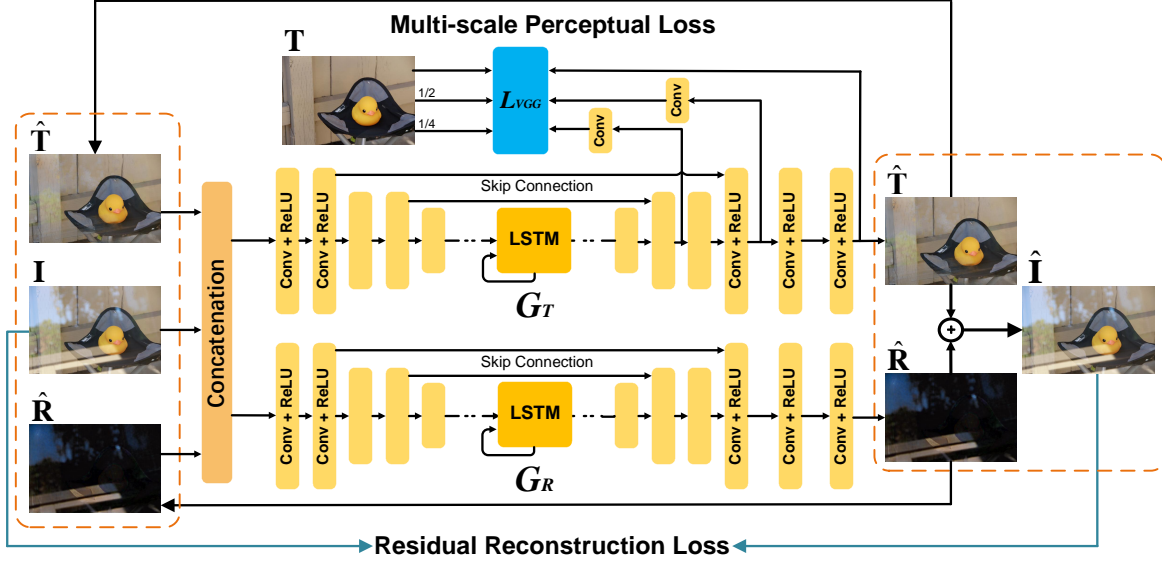 Multi-scale Perceptual Loss
T
L_VGG
1/2
1/4
Conv
Conv
T̂
I
R̂
Concatenation
Conv + ReLU
Conv + ReLU
Skip Connection
LSTM
G_T
Conv + ReLU
Conv + ReLU
Conv + ReLU
Conv + ReLU
Conv + ReLU
Skip Connection
LSTM
G_R
Conv + ReLU
Conv + ReLU
Conv + ReLU
T̂
+
Î
R̂
Residual Reconstruction Loss